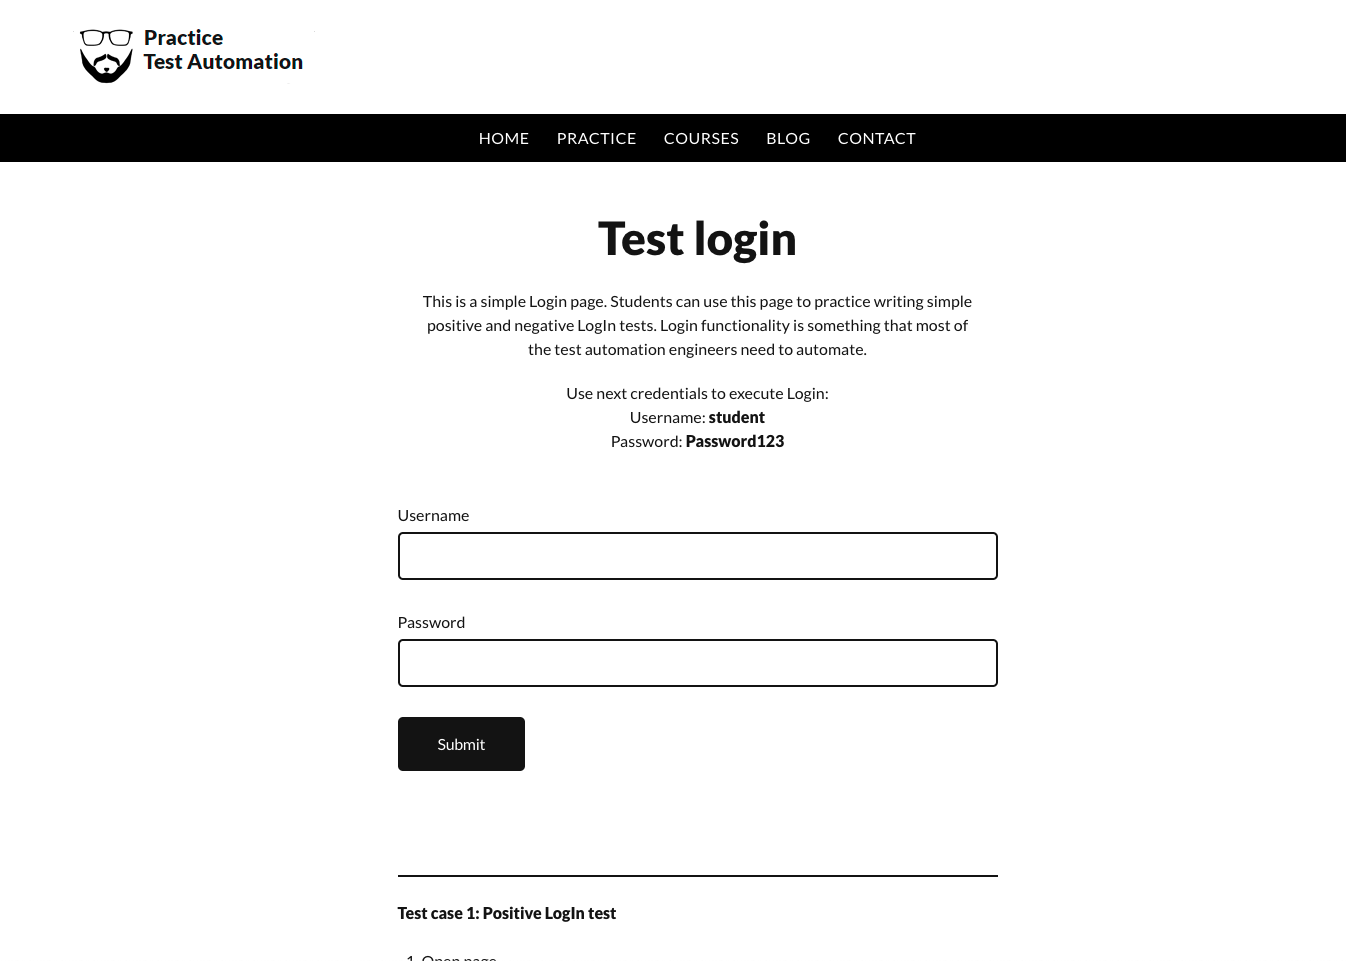 Practice
Test Automation
HOME PRACTICE COURSES BLOG CONTACT
Test login
This is a simple Login page. Students can use this page to practice writing simple
positive and negative LogIn tests. Login functionality is something that most of
the test automation engineers need to automate.
Use next credentials to execute Login:
Username: student
Password: Password123
Username
Password
Submit
Test case 1: Positive LogIn test
1. Open page